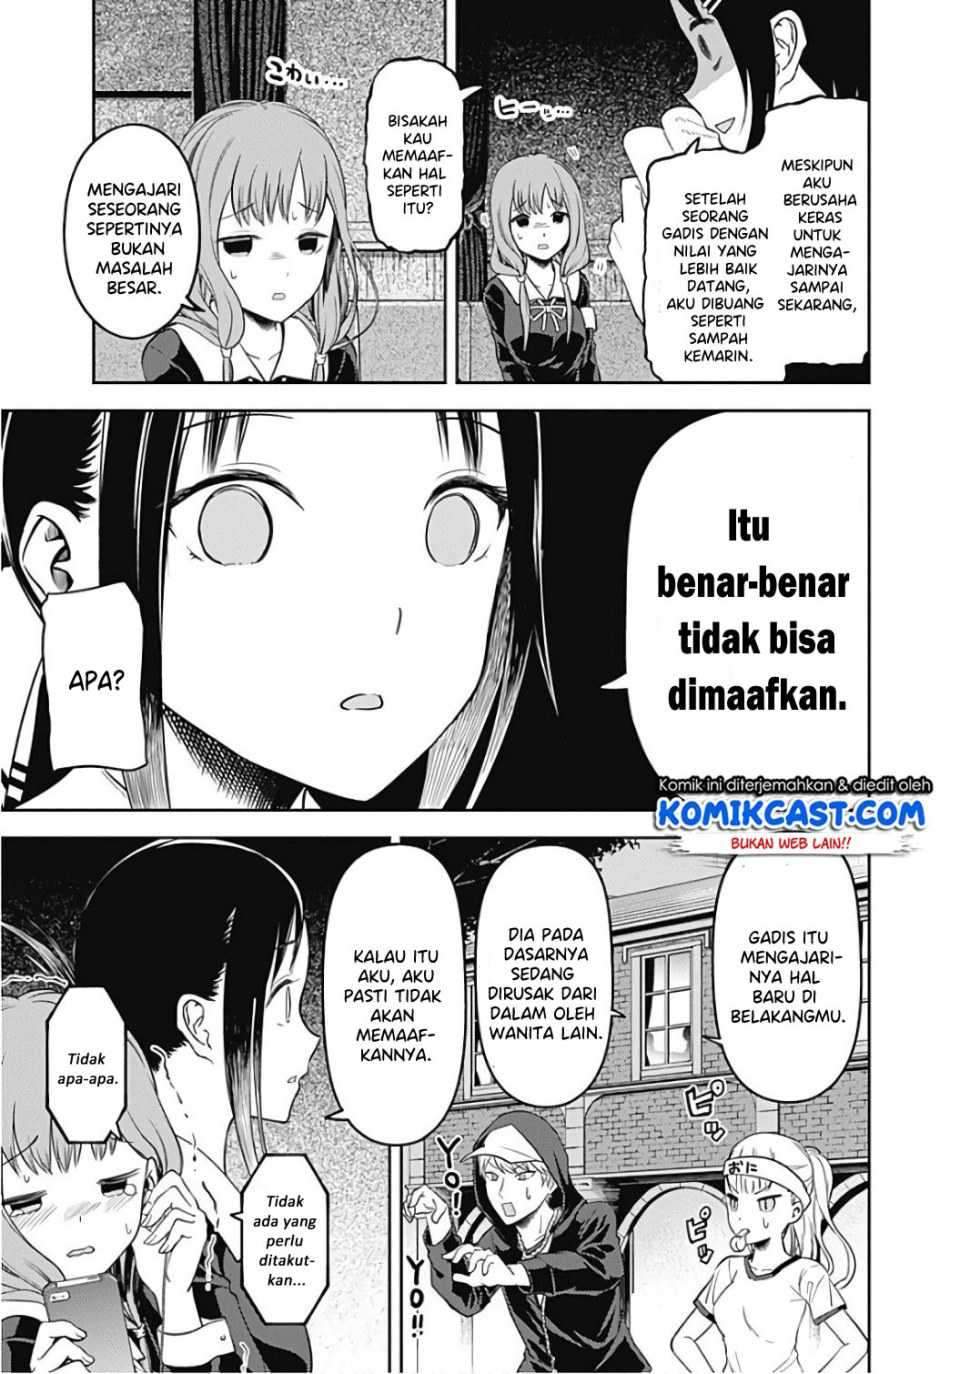 MESKIPUN
AKU
BERUSAHA
KERAS
UNTUK
MENGA-
JARINYA
SAMPAI
SEKARANG,
SETELAH
SEORANG
GADIS DENGAN
NILAI YANG
LEBIH BAIK
DATANG,
AKU DIBUANG
SEPERTI
SAMPAH
KEMARIN.
ヒーッ…
BISAKAH
KAU
MEMAAF-
KAN HAL
SEPERTI
ITU?
こわい…
MENGAJARI
SESEORANG
SEPERTINYA
BUKAN
MASALAH
BESAR.
Itu
benar-benar
tidak bisa
dimaafkan.
APA?
Komik ini diterjemahkan & diedit oleh
KOMIKCAST.COM
BUKAN WEB LAIN!!
GADIS ITU
MENGAJARI-
NYA HAL
BARU DI
BELAKANGMU.
DIA PADA
DASARNYA
SEDANG
DIRUSAK DARI
DALAM OLEH
WANITA LAIN.
KALAU ITU
AKU, AKU
PASTI TIDAK
AKAN
MEMAAF-
KANNYA.
ピピーッ
おに
YO!
YO!!
Tidak
apa-apa.
Tidak
ada yang
perlu
ditakut-
kan...